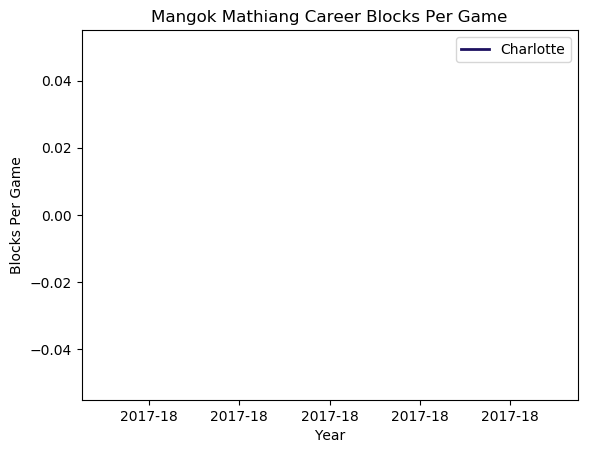 Mangok Mathiang Career Blocks Per Game
Charlotte
Blocks Per Game
0.04
0.02
0.00
−0.02
−0.04
2017-18 2017-18 2017-18 2017-18 2017-18
Year